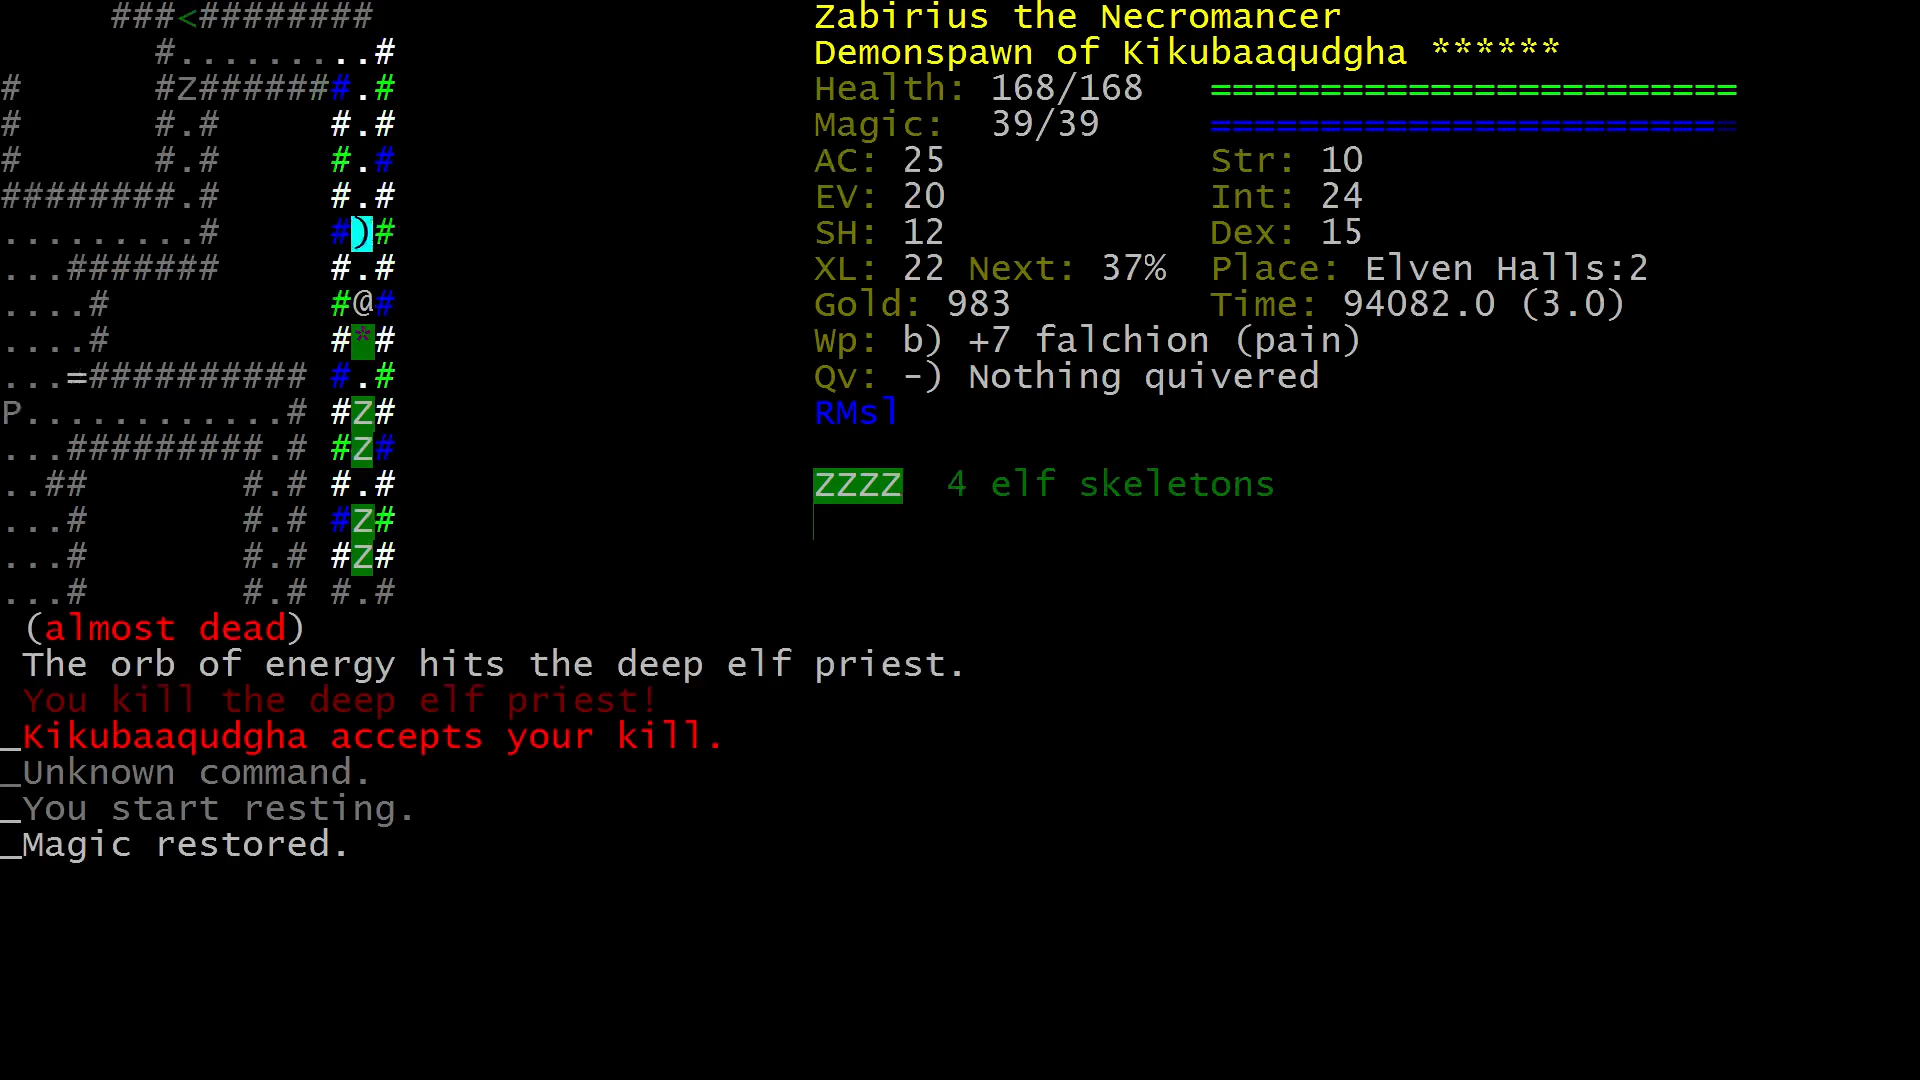 ###<######## Zabirius the Necromancer
#.........# Demonspawn of Kikubaaqudgha ******
# #Z#######.# Health: 168/168 ========================
# #.# #.# Magic: 39/39 ========================
# #.# #.# AC: 25 Str: 10
########.# #.# EV: 20 Int: 24
.........# #)# SH: 12 Dex: 15
...####### #.# XL: 22 Next: 37% Place: Elven Halls:2
....# #@# Gold: 983 Time: 94082.0 (3.0)
....# #*# Wp: b) +7 falchion (pain)
...=########## #.# Qv: -) Nothing quivered
P............# #Z# RMsl
...#########.# #Z#
..## #.# #.# ZZZZ 4 elf skeletons
...# #.# #Z#
...# #.# #Z#
...# #.# #.#
(almost dead)
The orb of energy hits the deep elf priest.
You kill the deep elf priest!
_Kikubaaqudgha accepts your kill.
_Unknown command.
_You start resting.
_Magic restored.